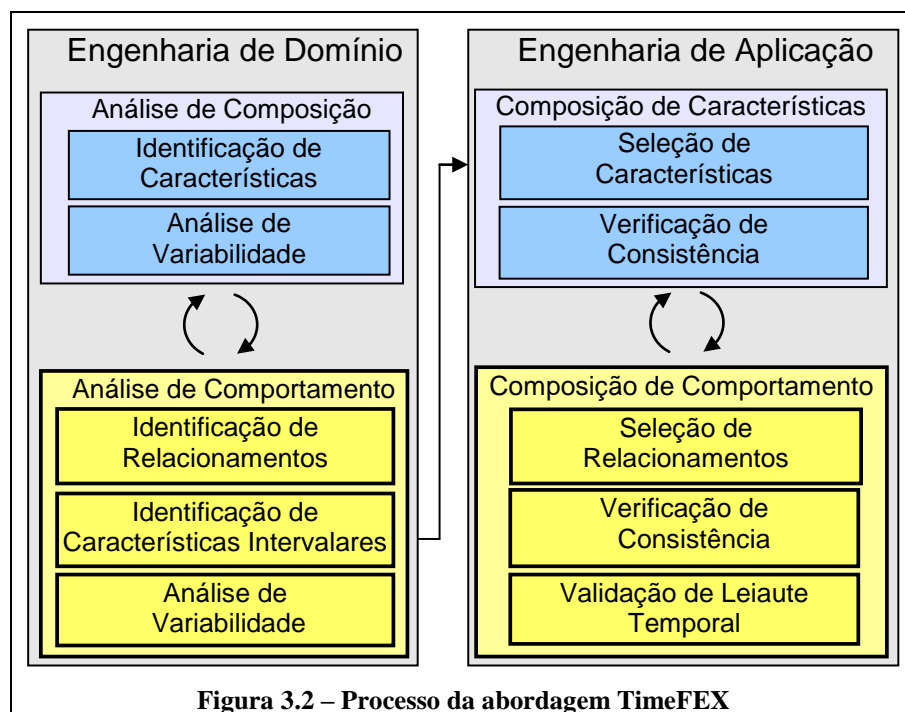 Engenharia de Domínio
Análise de Composição
Identificação de
Características
Análise de
Variabilidade
Análise de Comportamento
Identificação de
Relacionamentos
Identificação de
Características Intervalares
Análise de
Variabilidade
Engenharia de Aplicação
Composição de Características
Seleção de
Características
Verificação de
Consistência
Composição de Comportamento
Seleção de
Relacionamentos
Verificação de
Consistência
Validação de Leiaute
Temporal
Figura 3.2 – Processo da abordagem TimeFEX